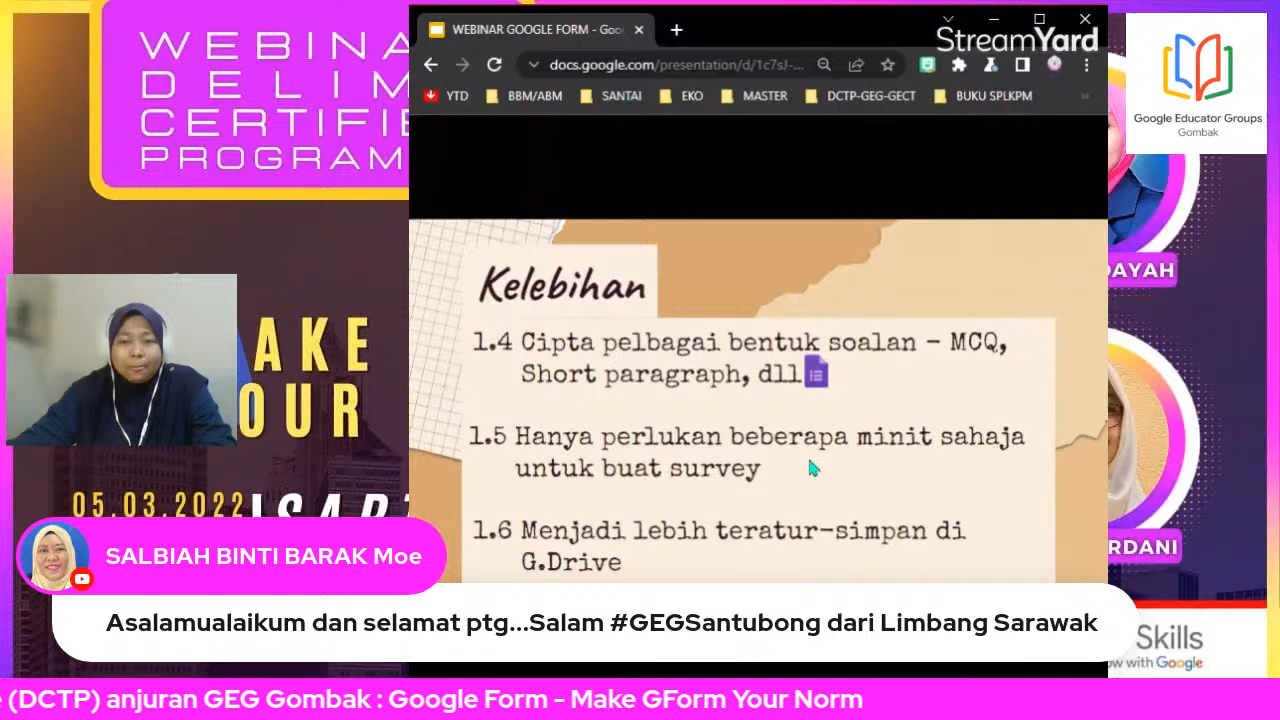 WEBINA
DELIM
CERTIFIE
PROGRAM
AKE
OUR
05.03.2022
WEBINAR GOOGLE FORM - Goo
StreamYard
docs.google.com/presentation/d/1c7sJ-...
YTD
BBM/ABM
SANTAI
EKO
MASTER
DCTP-GEG-GECT
BUKU SPLKPM
»
Google Educator Groups
Gombak
Kelebihan
1.4 Cipta pelbagai bentuk soalan - MCQ,
Short paragraph, dll
1.5 Hanya perlukan beberapa minit sahaja
untuk buat survey
1.6 Menjadi lebih teratur-simpan di
G.Drive
DAYAH
RDANI
SALBIAH BINTI BARAK Moe
Asalamualaikum dan selamat ptg...Salam #GEGSantubong dari Limbang Sarawak
Skills
ow with Google
e (DCTP) anjuran GEG Gombak : Google Form - Make GForm Your Norm